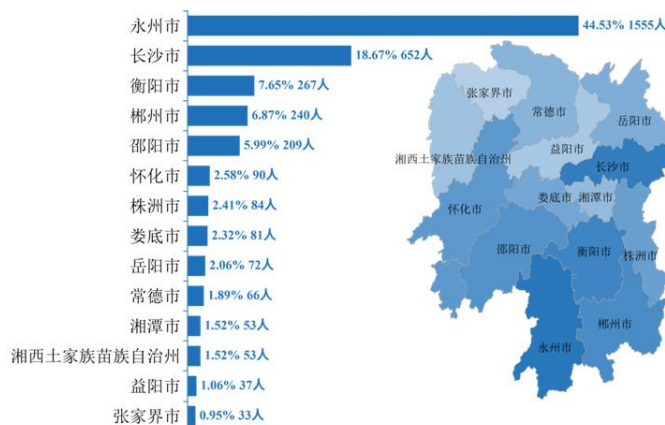 永州市 44.53% 1555人
长沙市 18.67% 652人
衡阳市 7.65% 267人
郴州市 6.87% 240人
邵阳市 5.99% 209人
怀化市 2.58% 90人
株洲市 2.41% 84人
娄底市 2.32% 81人
岳阳市 2.06% 72人
常德市 1.89% 66人
湘潭市 1.52% 53人
湘西土家族苗族自治州 1.52% 53人
益阳市 1.06% 37人
张家界市 0.95% 33人
张家界市
常德市
岳阳市
益阳市
湘西土家族苗族自治州
长沙市
怀化市
娄底市
湘潭市
邵阳市
衡阳市
株洲市
郴州市
永州市